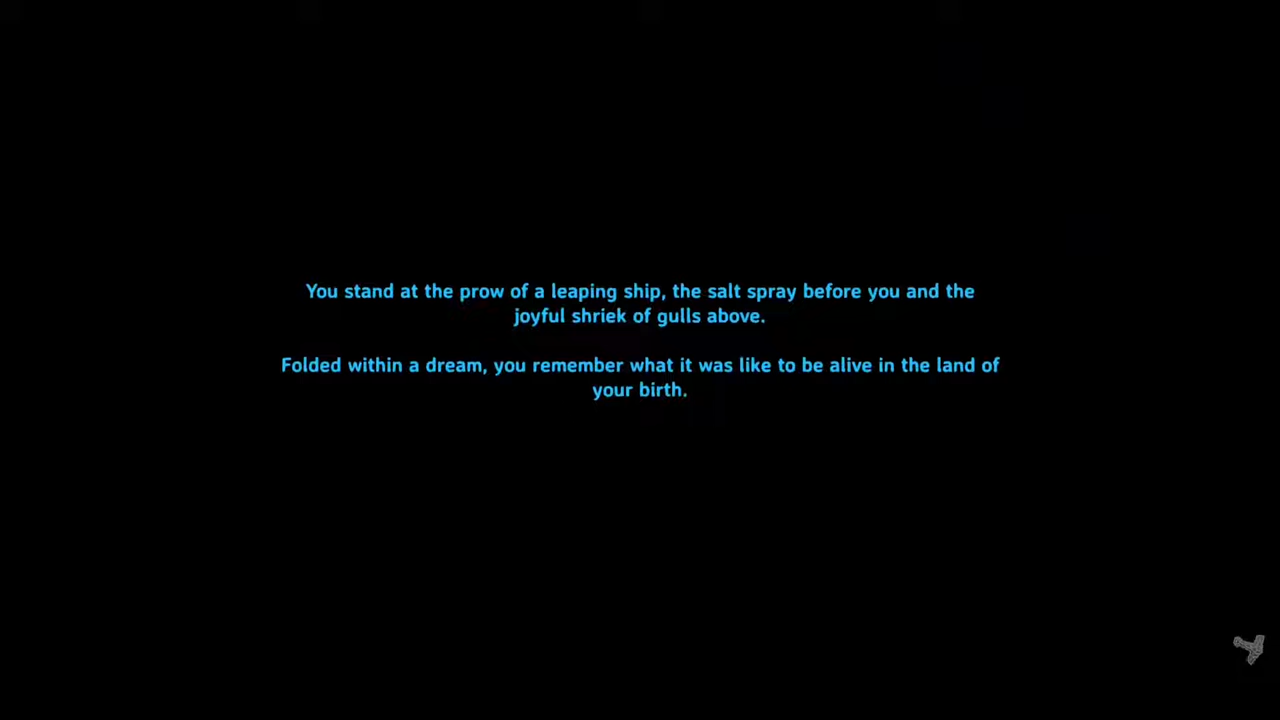 You stand at the prow of a leaping ship, the salt spray before you and the
joyful shriek of gulls above.
Folded within a dream, you remember what it was like to be alive in the land of
your birth.